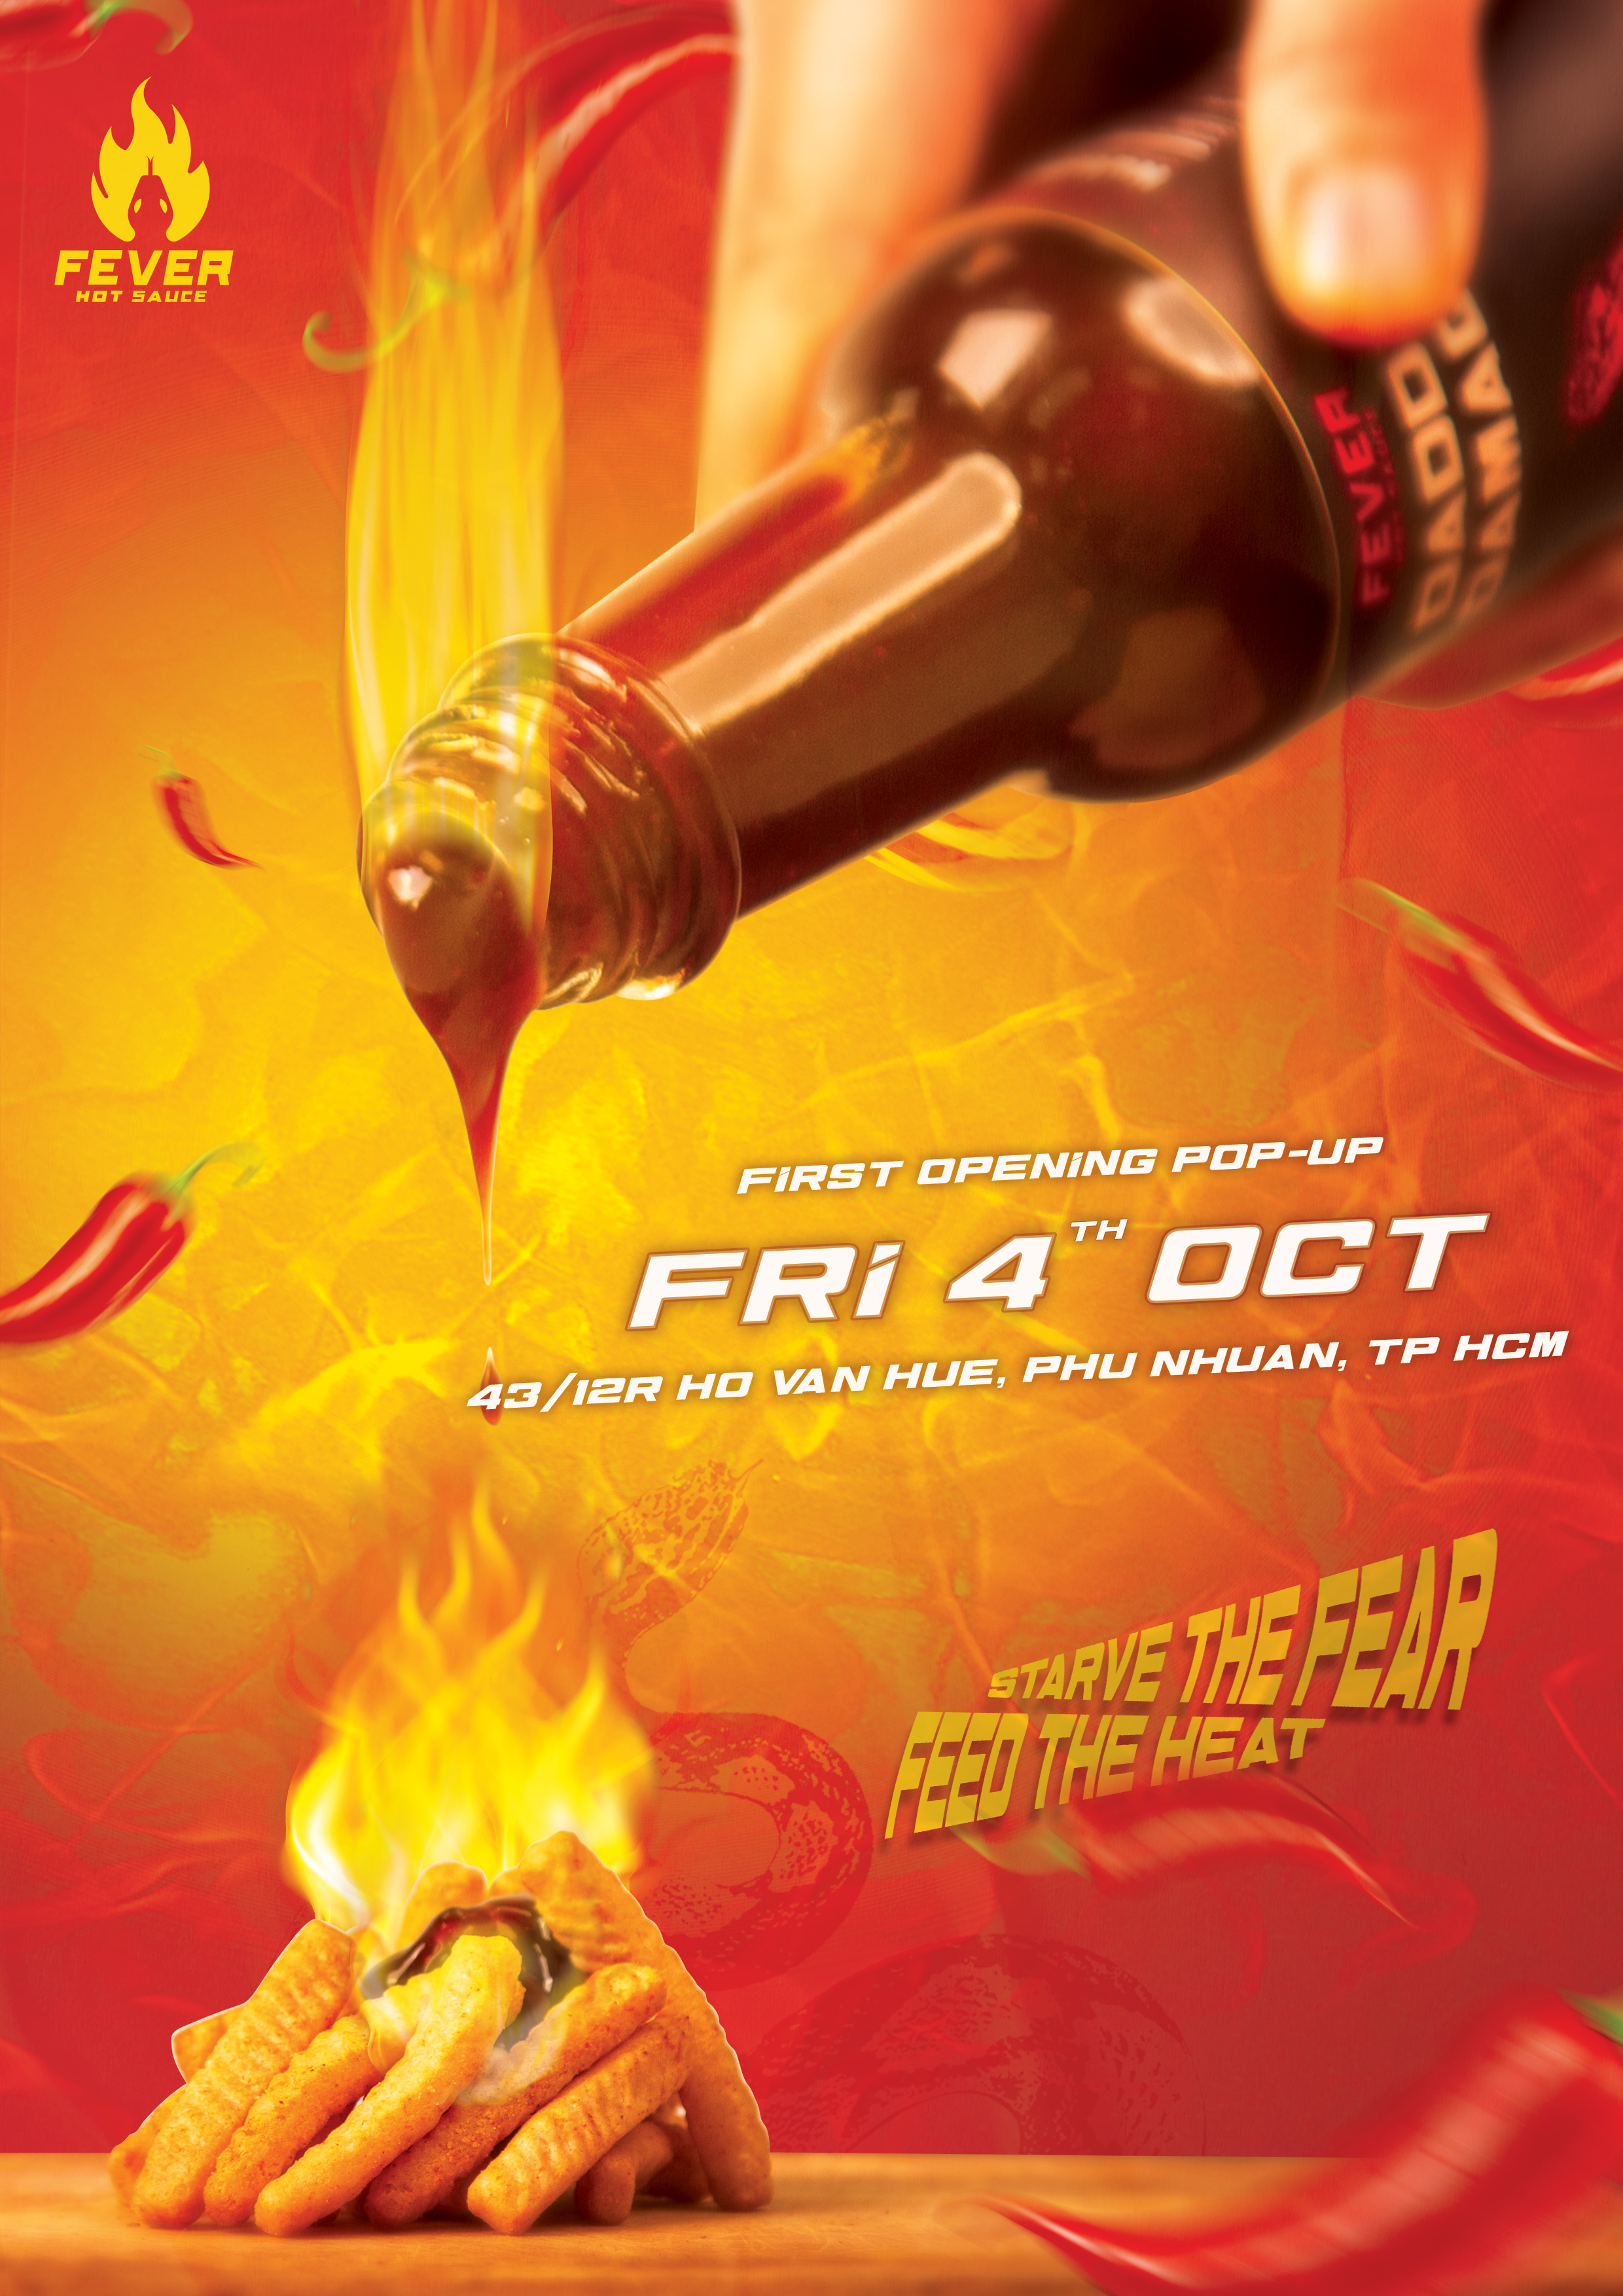 FEVER
HOT SAUCE
FEVER
FIRST OPENING POP-UP
FRI 4TH OCT
43/12R HO VAN HUE, PHU NHUAN, TP HCM
STARVE THE FEAR
FEED THE HEAT